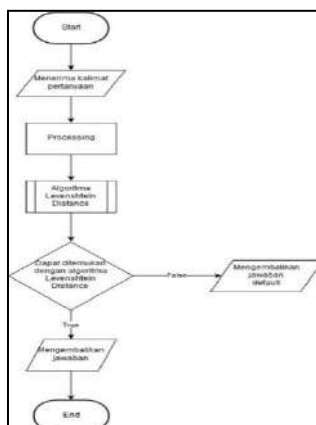 Start
Menerima kalimat
pertanyaan
Processing
Algoritma
Levenshtein
Distance
Dapat ditemukan
dengan algoritma
Levenshtein
Distance
False
Mengembalikan
jawaban
default
True
Mengembalikan
jawaban
End